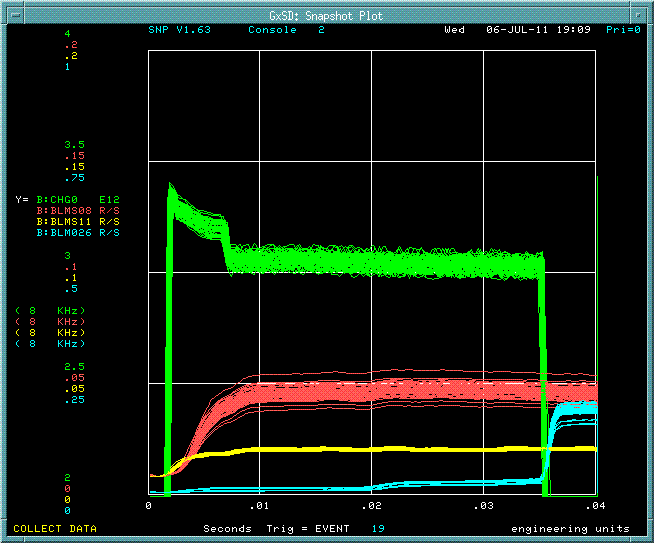 GxSD: Snapshot Plot
SNP V1.63 Console 2 Wed 06-JUL-11 19:09 Pri=0
4
.2
.2
1
3.5
.15
.15
.75
Y= B:CHG0 E12
B:BLMS08 R/S
B:BLMS11 R/S
B:BLM026 R/S
3
.1
.1
.5
( 8 KHz)
( 8 KHz)
( 8 KHz)
( 8 KHz)
2.5
.05
.05
.25
2
0
0
0
0 .01 .02 .03 .04
COLLECT DATA Seconds Trig = EVENT 19 engineering units